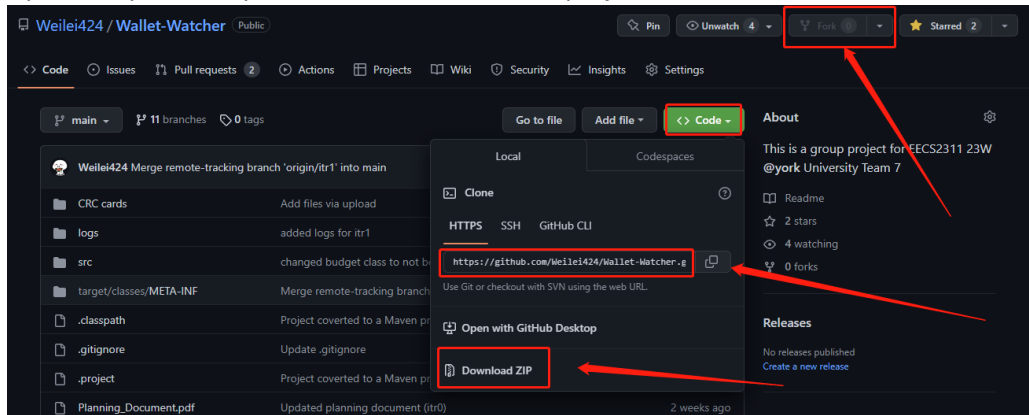 Weilei424 / Wallet-Watcher Public
Pin Unwatch 4 Fork 0 Starred 2
Code Issues Pull requests 2 Actions Projects Wiki Security Insights Settings
main 11 branches 0 tags Go to file Add file Code
Weilei424 Merge remote-tracking branch 'origin/itr1' into main
CRC cards Add files via upload
logs added logs for itr1
src changed budget class to not b
target/classes/META-INF Merge remote-tracking branch
.classpath Project coverted to a Maven pr
.gitignore Update .gitignore
.project Project coverted to a Maven pr
Planning_Document.pdf Updated planning document (itr0) 2 weeks ago
Local Codespaces
Clone
HTTPS SSH GitHub CLI
https://github.com/Weilei424/Wallet-Watcher.g
Use Git or checkout with SVN using the web URL.
Open with GitHub Desktop
Download ZIP
About
This is a group project for EECS2311 23W
@york University Team 7
Readme
2 stars
4 watching
0 forks
Releases
No releases published
Create a new release